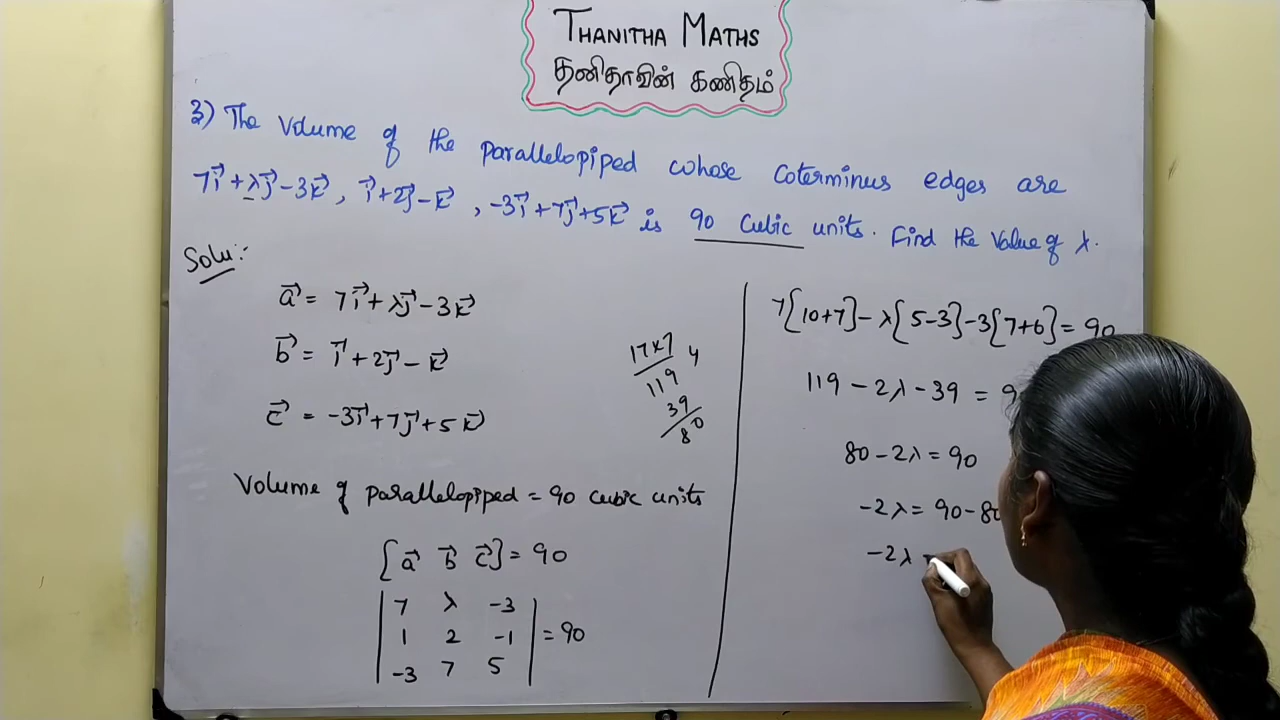 THANITHA MATHS
தனிதாவின் கணிதம்
3) The Volume of the parallelopiped whose coterminus edges are
7i⃗ + λj⃗ - 3k⃗ , i⃗ + 2j⃗ - k⃗ , -3i⃗ + 7j⃗ + 5k⃗ is 90 Cubic units. Find the Value of λ.
Solu:-
a⃗ = 7i⃗ + λj⃗ - 3k⃗
b⃗ = i⃗ + 2j⃗ - k⃗
c⃗ = -3i⃗ + 7j⃗ + 5k⃗
17×7
4
119
39
80
Volume of parallelopiped = 90 cubic units
[a⃗ b⃗ c⃗] = 90
7 λ -3
1 2 -1 = 90
-3 7 5
7[10+7] - λ[5-3] - 3[7+6] = 90
119 - 2λ - 39 =
80 - 2λ = 90
-2λ = 90 - 80
-2λ